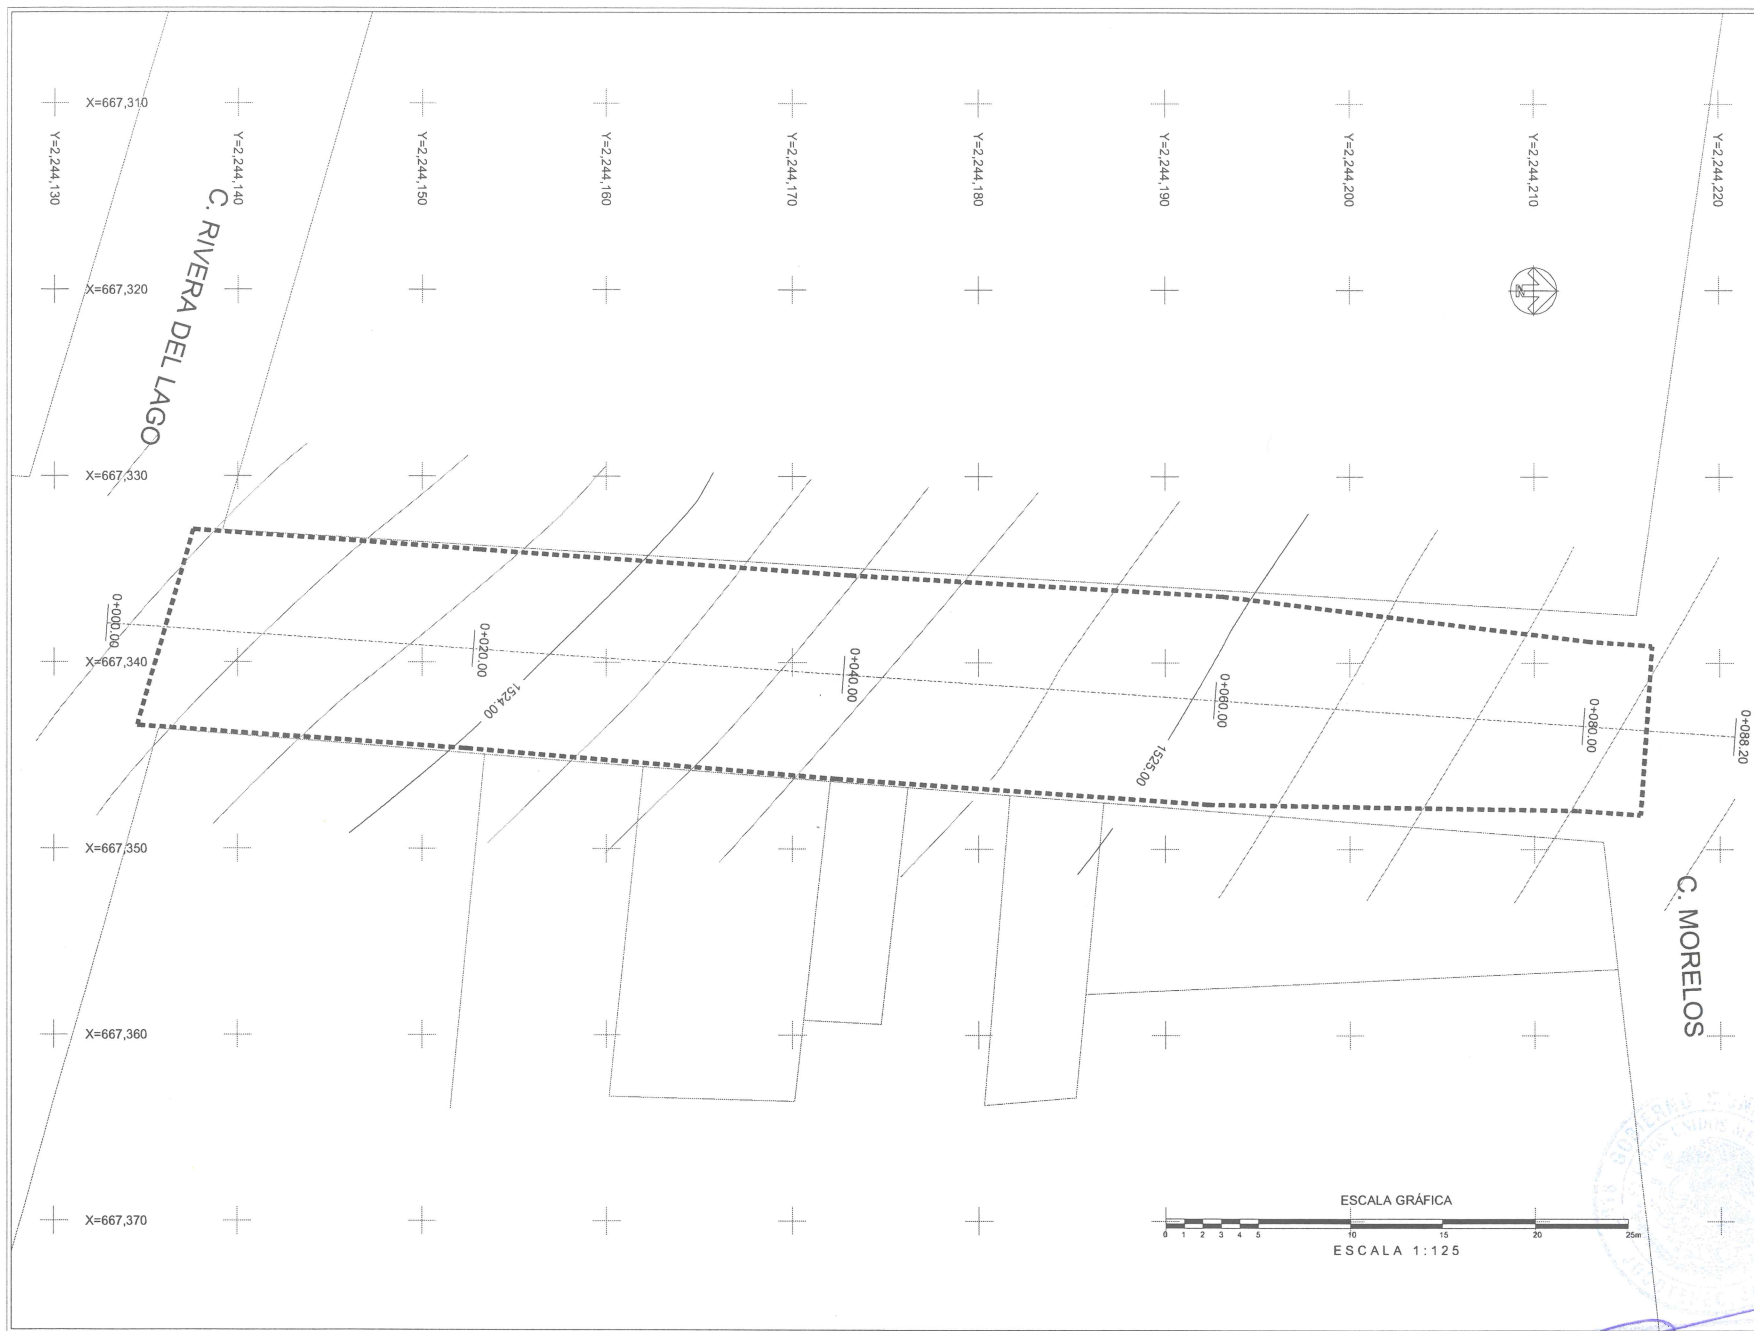 X=667,310
Y=2,244,130
Y=2,244,140
Y=2,244,150
Y=2,244,160
Y=2,244,170
Y=2,244,180
Y=2,244,190
Y=2,244,200
Y=2,244,210
Y=2,244,220
C. RIVERA DEL LAGO
X=667,320
N
X=667,330
0+000.00
0+020.00
0+040.00
0+060.00
0+080.00
0+088.20
X=667,340
1524.00
1525.00
X=667,350
C. MORELOS
X=667,360
X=667,370
ESCALA GRÁFICA
0 1 2 3 4 5 10 15 20 25m
ESCALA 1:125